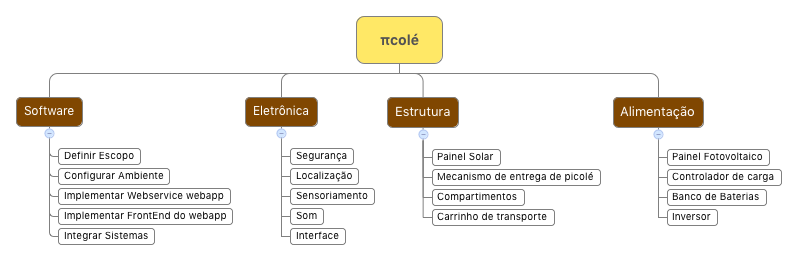 πcolé
Software
Definir Escopo
Configurar Ambiente
Implementar Webservice webapp
Implementar FrontEnd do webapp
Integrar Sistemas
Eletrônica
Segurança
Localização
Sensoriamento
Som
Interface
Estrutura
Painel Solar
Mecanismo de entrega de picolé
Compartimentos
Carrinho de transporte
Alimentação
Painel Fotovoltaico
Controlador de carga
Banco de Baterias
Inversor